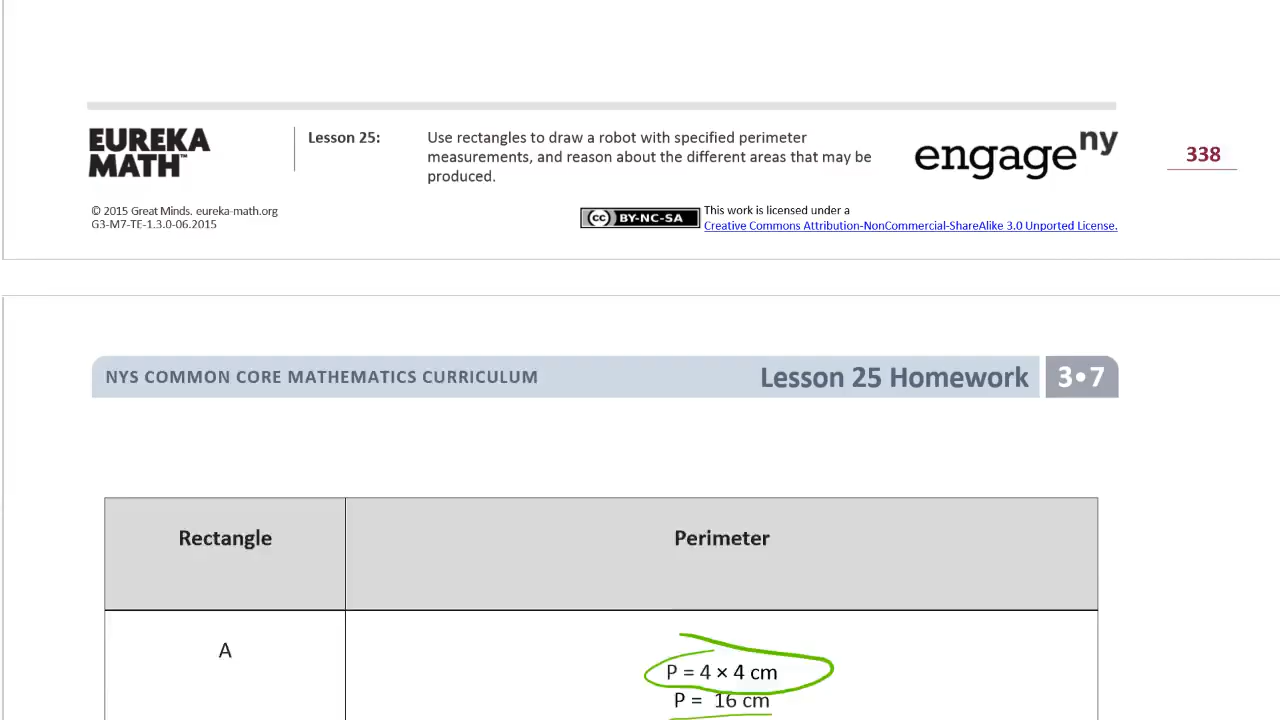 EUREKA
MATH™
Lesson 25:
Use rectangles to draw a robot with specified perimeter
measurements, and reason about the different areas that may be
produced.
engage ny
338
© 2015 Great Minds. eureka-math.org
G3-M7-TE-1.3.0-06.2015
cc BY-NC-SA
This work is licensed under a
Creative Commons Attribution-NonCommercial-ShareAlike 3.0 Unported License.
NYS COMMON CORE MATHEMATICS CURRICULUM
Lesson 25 Homework
3•7
Rectangle
Perimeter
A
P = 4 × 4 cm
P = 16 cm